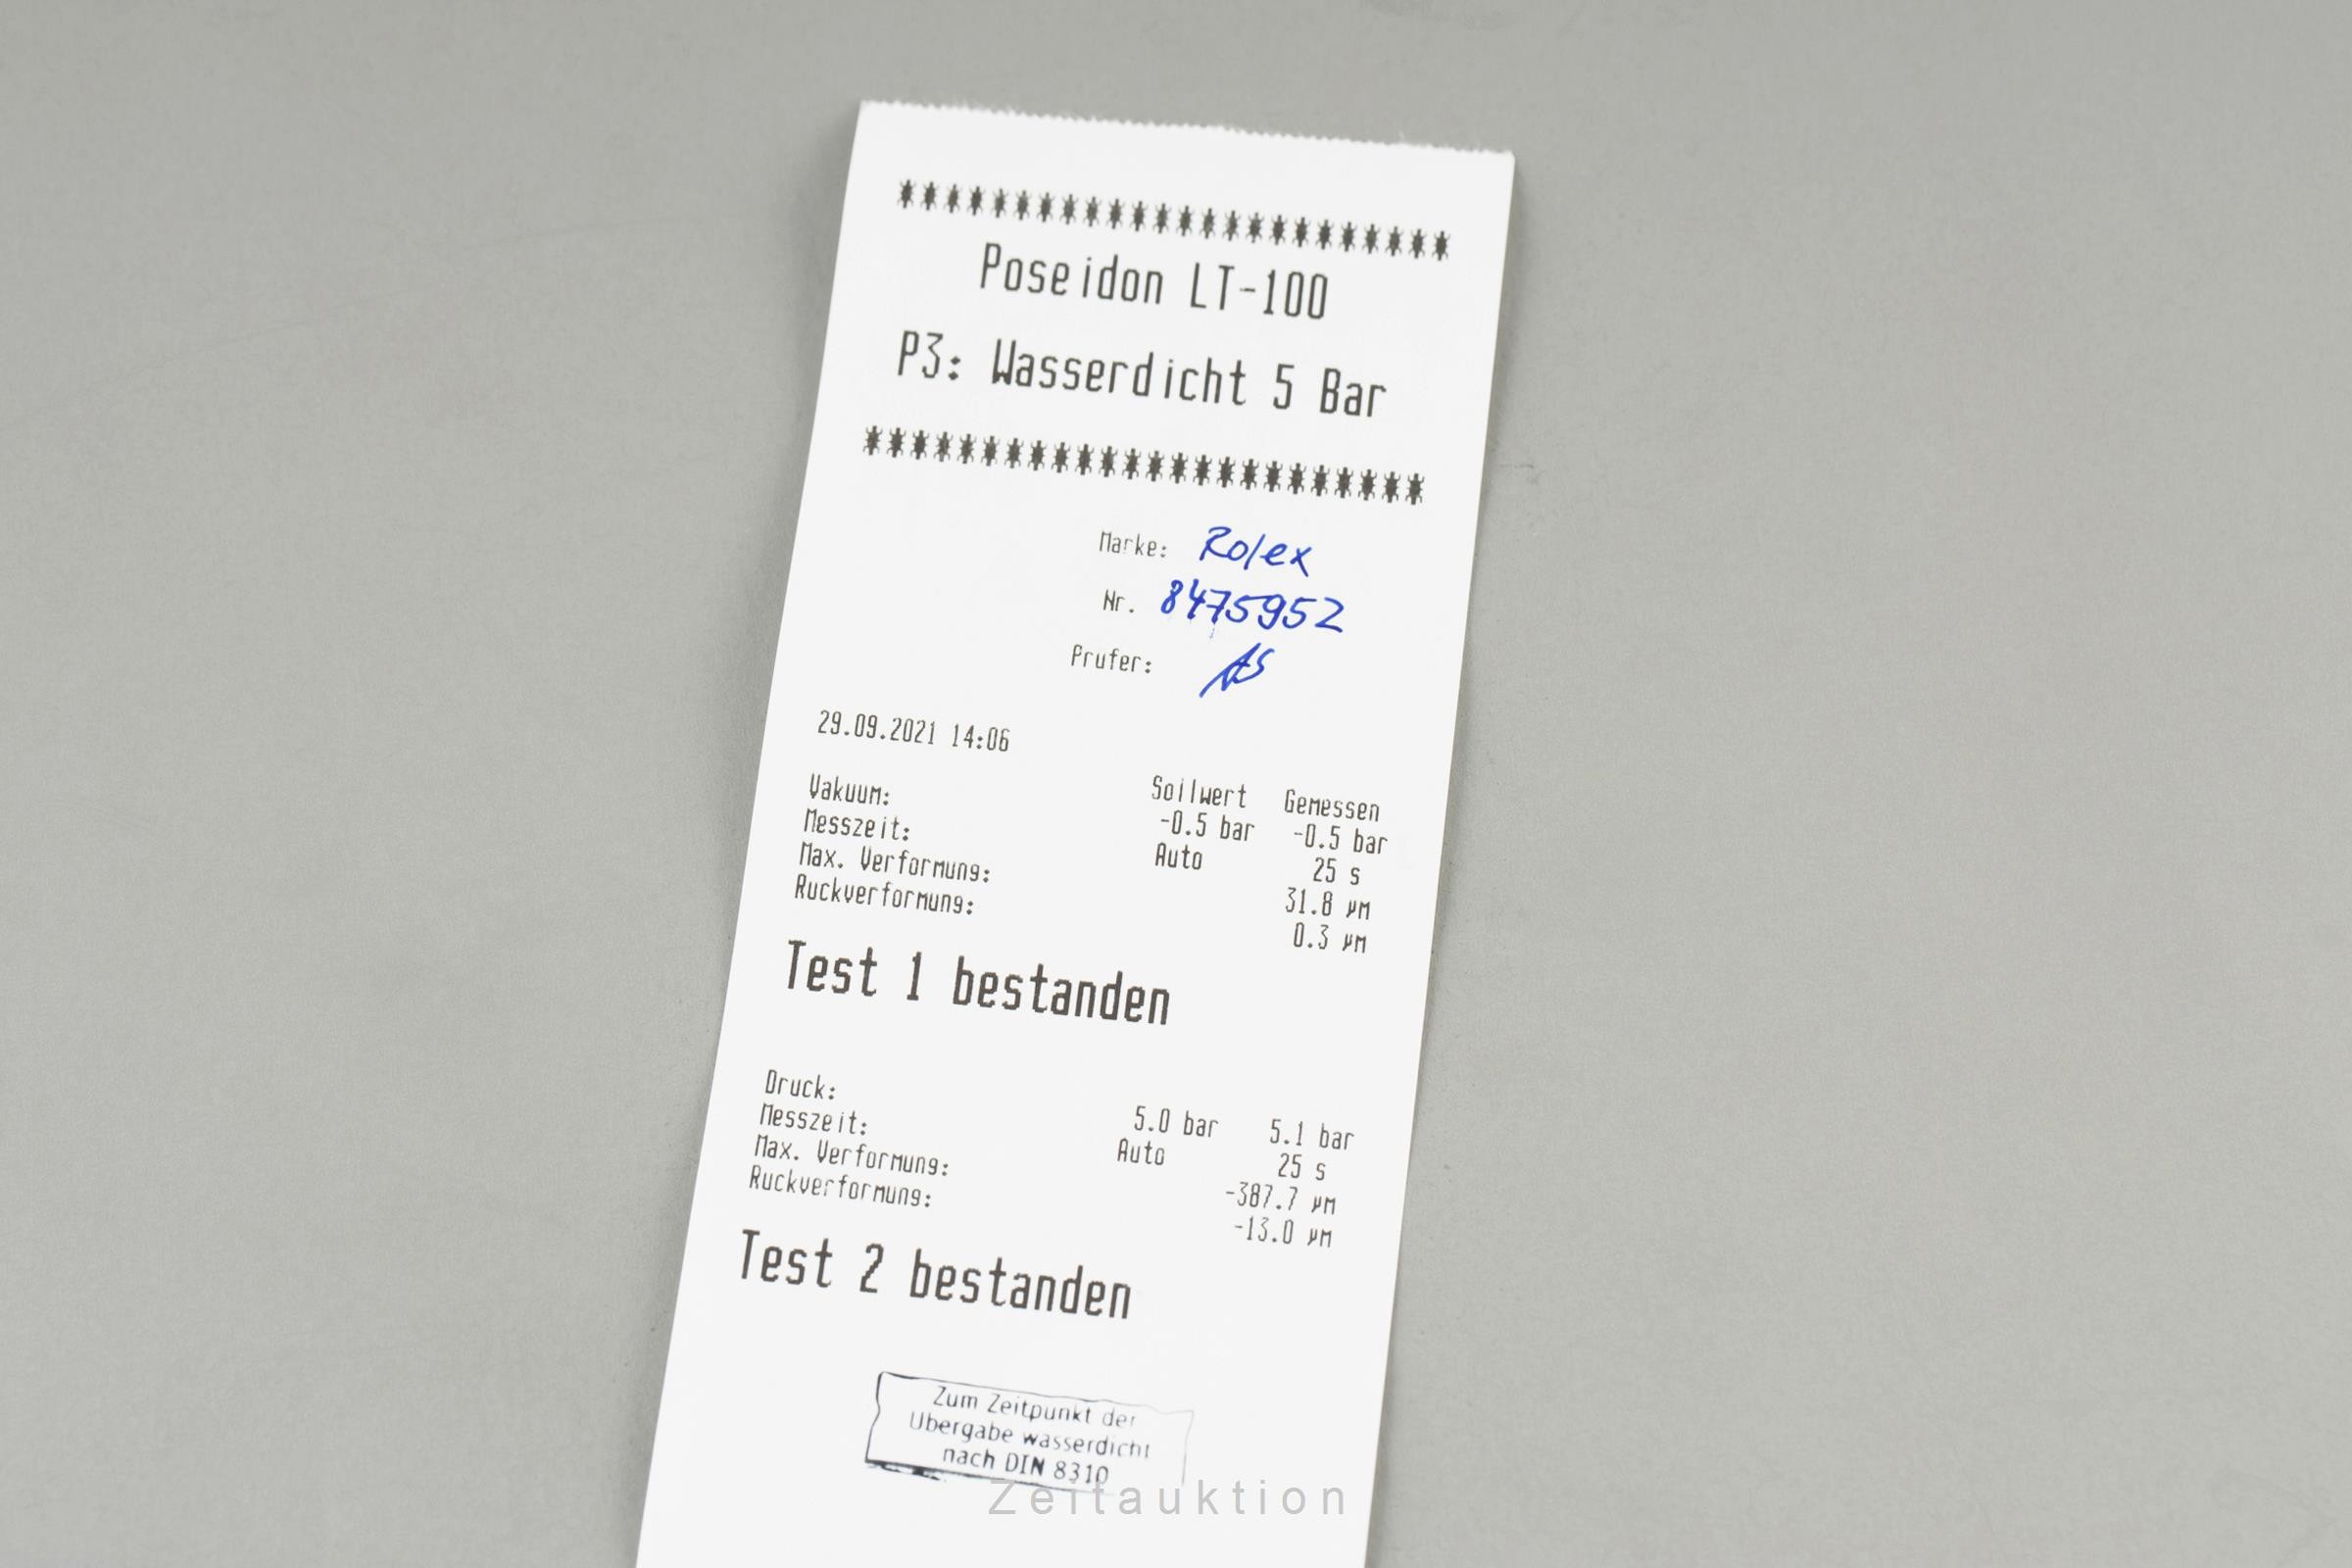 ***********************
Poseidon LT-100
P3: Wasserdicht 5 Bar
***********************
Marke: Rolex
Nr. 8475952
Prufer: AS
29.09.2021 14:06
Sollwert Gemessen
Vakuum: -0.5 bar -0.5 bar
Messzeit: Auto 25 s
Max. Verformung: 31.8 µm
Ruckverformung: 0.3 µm
Test 1 bestanden
Druck: 5.0 bar 5.1 bar
Messzeit: Auto 25 s
Max. Verformung: -387.7 µm
Ruckverformung: -13.0 µm
Test 2 bestanden
Zum Zeitpunkt der
Übergabe wasserdicht
nach DIN 8310
Zeitauktion